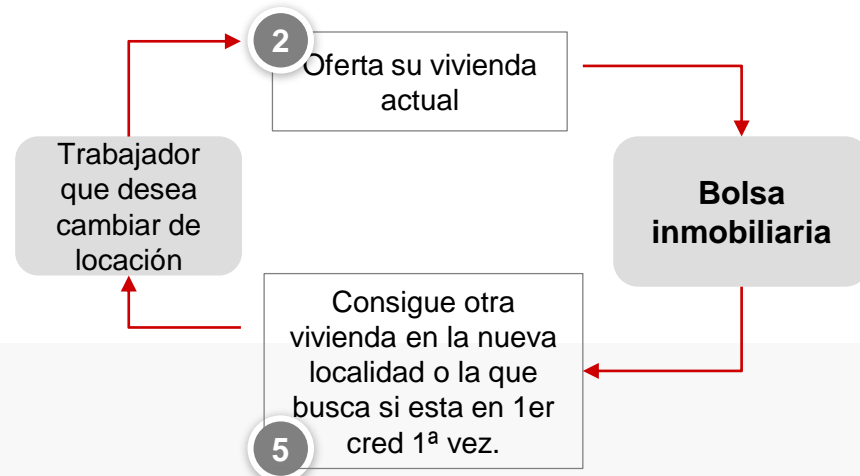 2
Oferta su vivienda
actual
Trabajador
que desea
cambiar de
locación
Bolsa
inmobiliaria
Consigue otra
vivienda en la nueva
localidad o la que
busca si esta en 1er
cred 1ª vez.
5